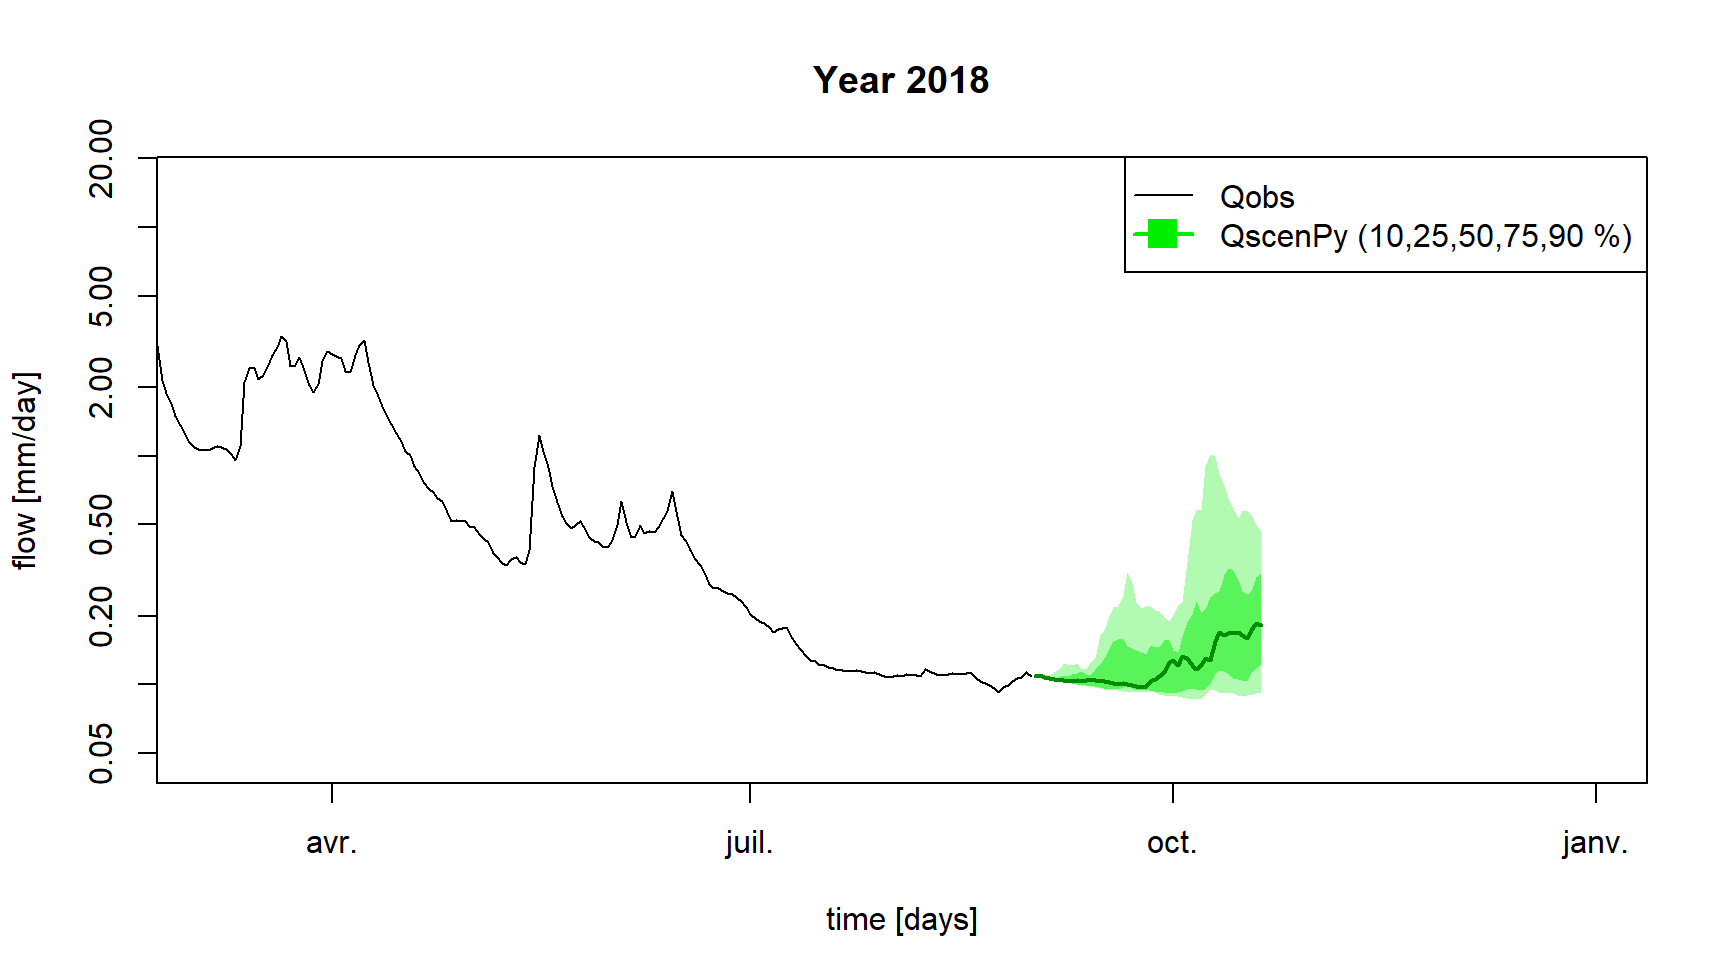 Year 2018
20.00
5.00
2.00
0.50
0.20
0.05
flow [mm/day]
Qobs
QscenPy (10,25,50,75,90 %)
avr.
juil.
oct.
janv.
time [days]